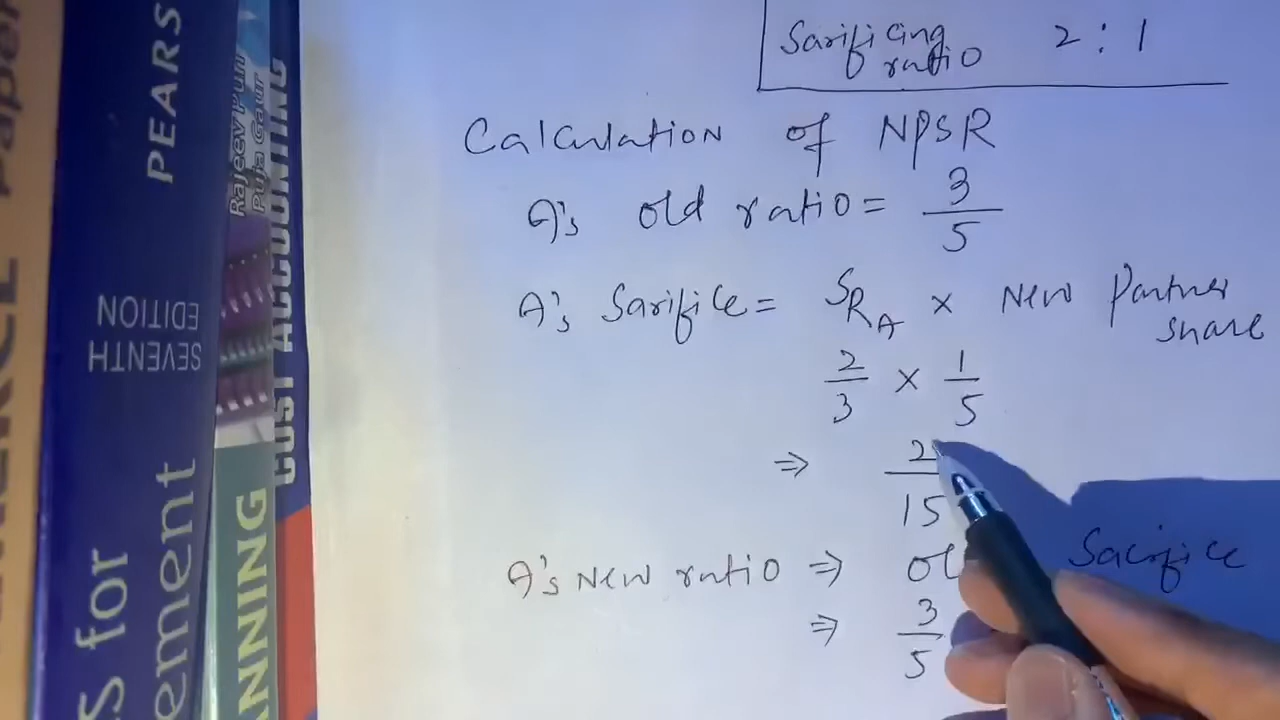 Sarificing ratio 2 : 1
Calculation of NPSR
A's old ratio = 3/5
A's Sarifice = SR_A × New Partner share
2/3 × 1/5
⇒ 2/15
A's New ratio ⇒ Sacrifice
⇒ 3/5
PEARS
SEVENTH EDITION
Rajeev Puri
Puja Gaur
COST ACCOUNTING
ANNING
s for
ement
Paper